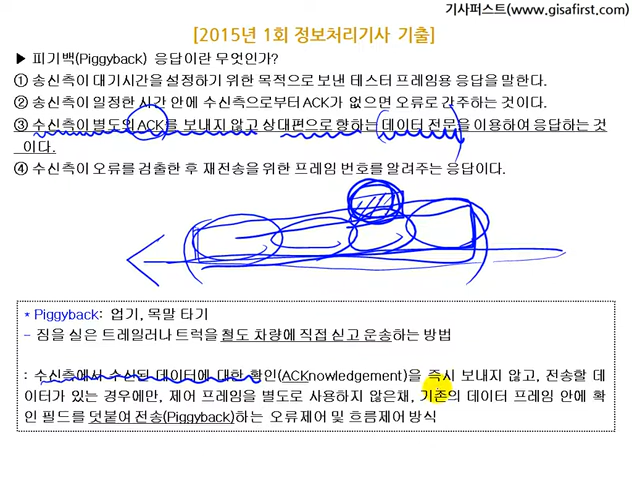 기사퍼스트(www.gisafirst.com)
[2015년 1회 정보처리기사 기출]
▶ 피기백(Piggyback) 응답이란 무엇인가?
① 송신측이 대기시간을 설정하기 위한 목적으로 보낸 테스터 프레임용 응답을 말한다.
② 송신측이 일정한 시간 안에 수신측으로부터 ACK가 없으면 오류로 간주하는 것이다.
③ 수신측이 별도의 ACK를 보내지 않고 상대편으로 향하는 데이터 전문을 이용하여 응답하는 것
이다.
④ 수신측이 오류를 검출한 후 재전송을 위한 프레임 번호를 알려주는 응답이다.
* Piggyback: 업기, 목말 타기
- 짐을 실은 트레일러나 트럭을 철도 차량에 직접 싣고 운송하는 방법
: 수신측에서 수신된 데이터에 대한 확인(ACKnowledgement)을 즉시 보내지 않고, 전송할 데
이터가 있는 경우에만, 제어 프레임을 별도로 사용하지 않은채, 기존의 데이터 프레임 안에 확
인 필드를 덧붙여 전송(Piggyback)하는 오류제어 및 흐름제어 방식